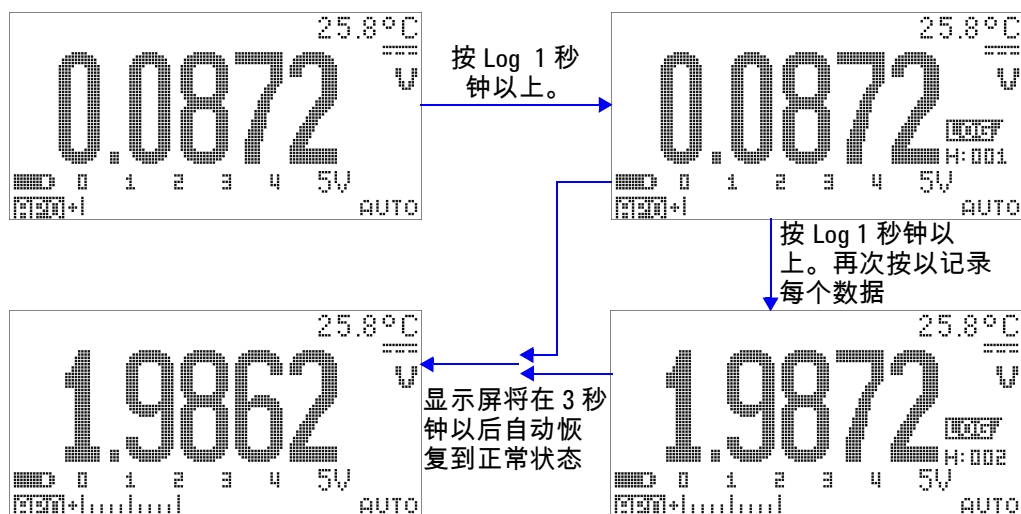 25.8°C
0.0872
V
0 1 2 3 4 5V
APO
AUTO
按 Log 1 秒
钟以上。
25.8°C
0.0872
V
LOG
H:001
0 1 2 3 4 5V
APO
AUTO
按 Log 1 秒钟以
上。再次按以记录
每个数据
25.8°C
1.9862
V
0 1 2 3 4 5V
APO
AUTO
显示屏将在 3 秒
钟以后自动恢
复到正常状态
25.8°C
1.9872
V
LOG
H:002
0 1 2 3 4 5V
APO
AUTO